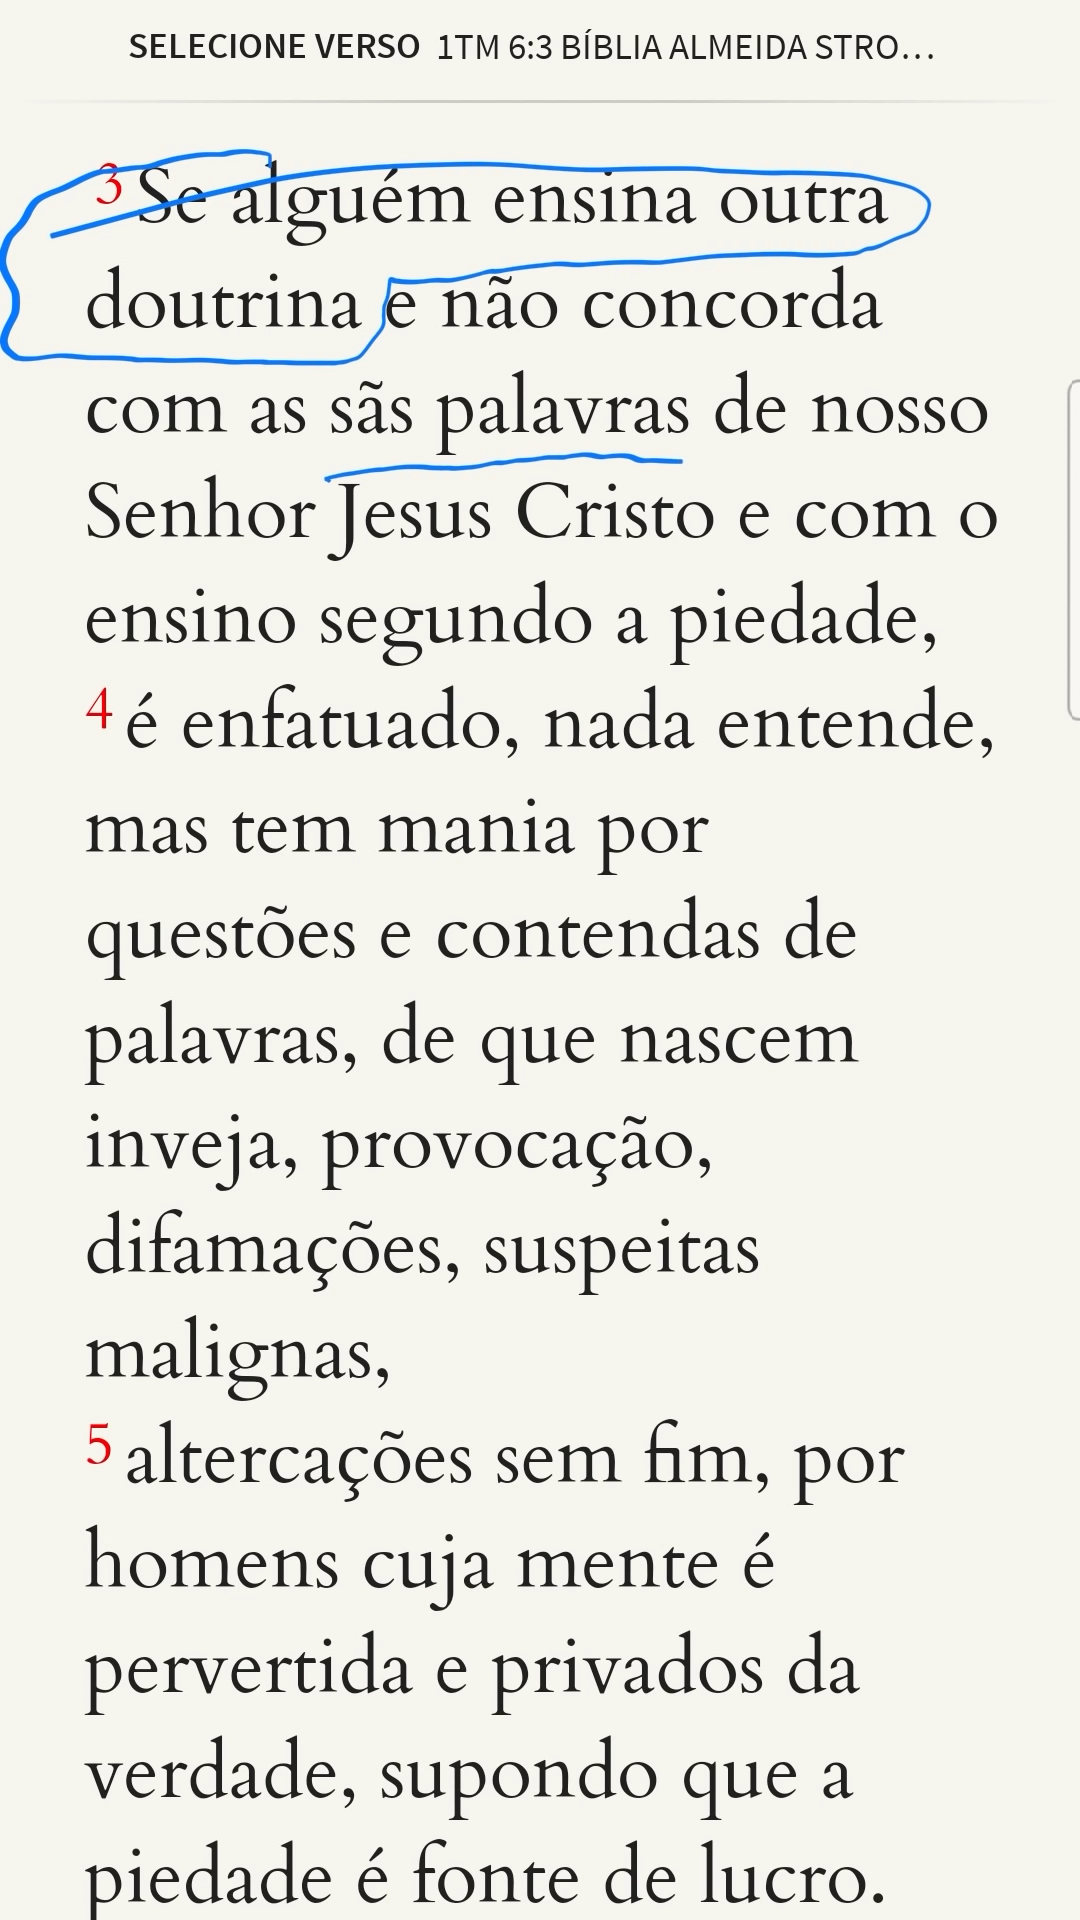 SELECIONE VERSO 1TM 6:3 BÍBLIA ALMEIDA STRO...
3 Se alguém ensina outra
doutrina e não concorda
com as sãs palavras de nosso
Senhor Jesus Cristo e com o
ensino segundo a piedade,
4 é enfatuado, nada entende,
mas tem mania por
questões e contendas de
palavras, de que nascem
inveja, provocação,
difamações, suspeitas
malignas,
5 altercações sem fim, por
homens cuja mente é
pervertida e privados da
verdade, supondo que a
piedade é fonte de lucro.